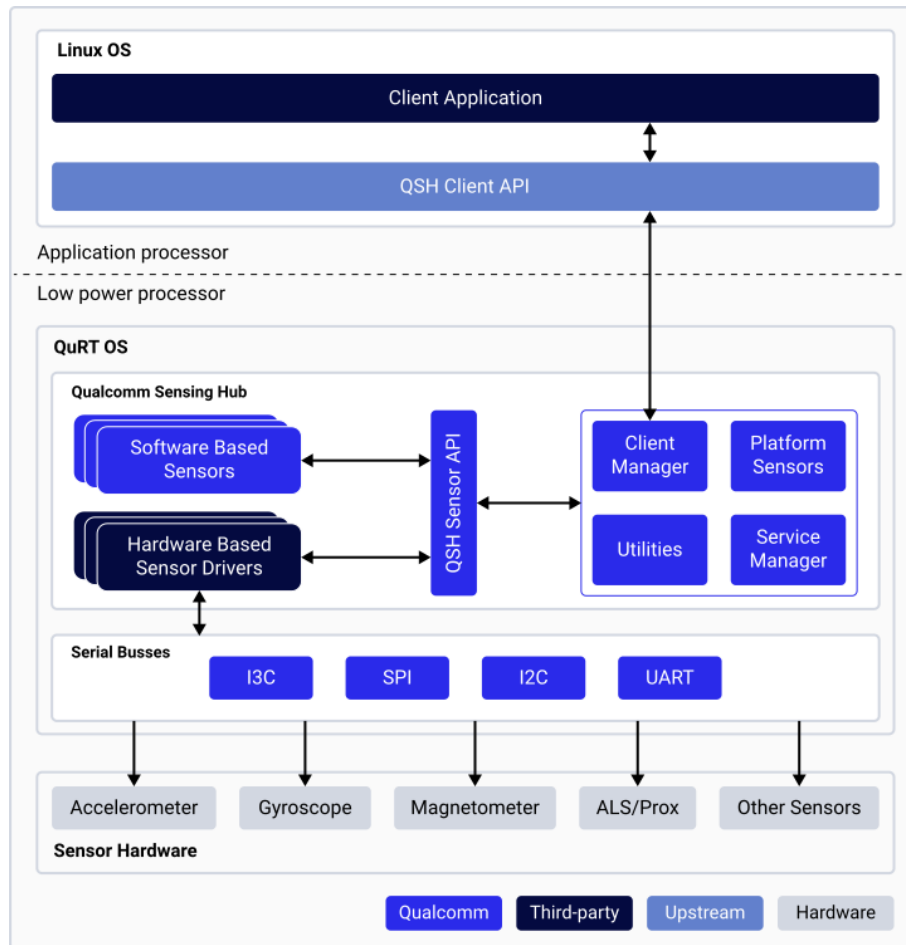 Linux OS
Client Application
QSH Client API
Application processor
Low power processor
QuRT OS
Qualcomm Sensing Hub
Software Based
Sensors
Hardware Based
Sensor Drivers
QSH Sensor API
Client
Manager
Platform
Sensors
Utilities
Service
Manager
Serial Busses
I3C
SPI
I2C
UART
Accelerometer
Gyroscope
Magnetometer
ALS/Prox
Other Sensors
Sensor Hardware
Qualcomm
Third-party
Upstream
Hardware